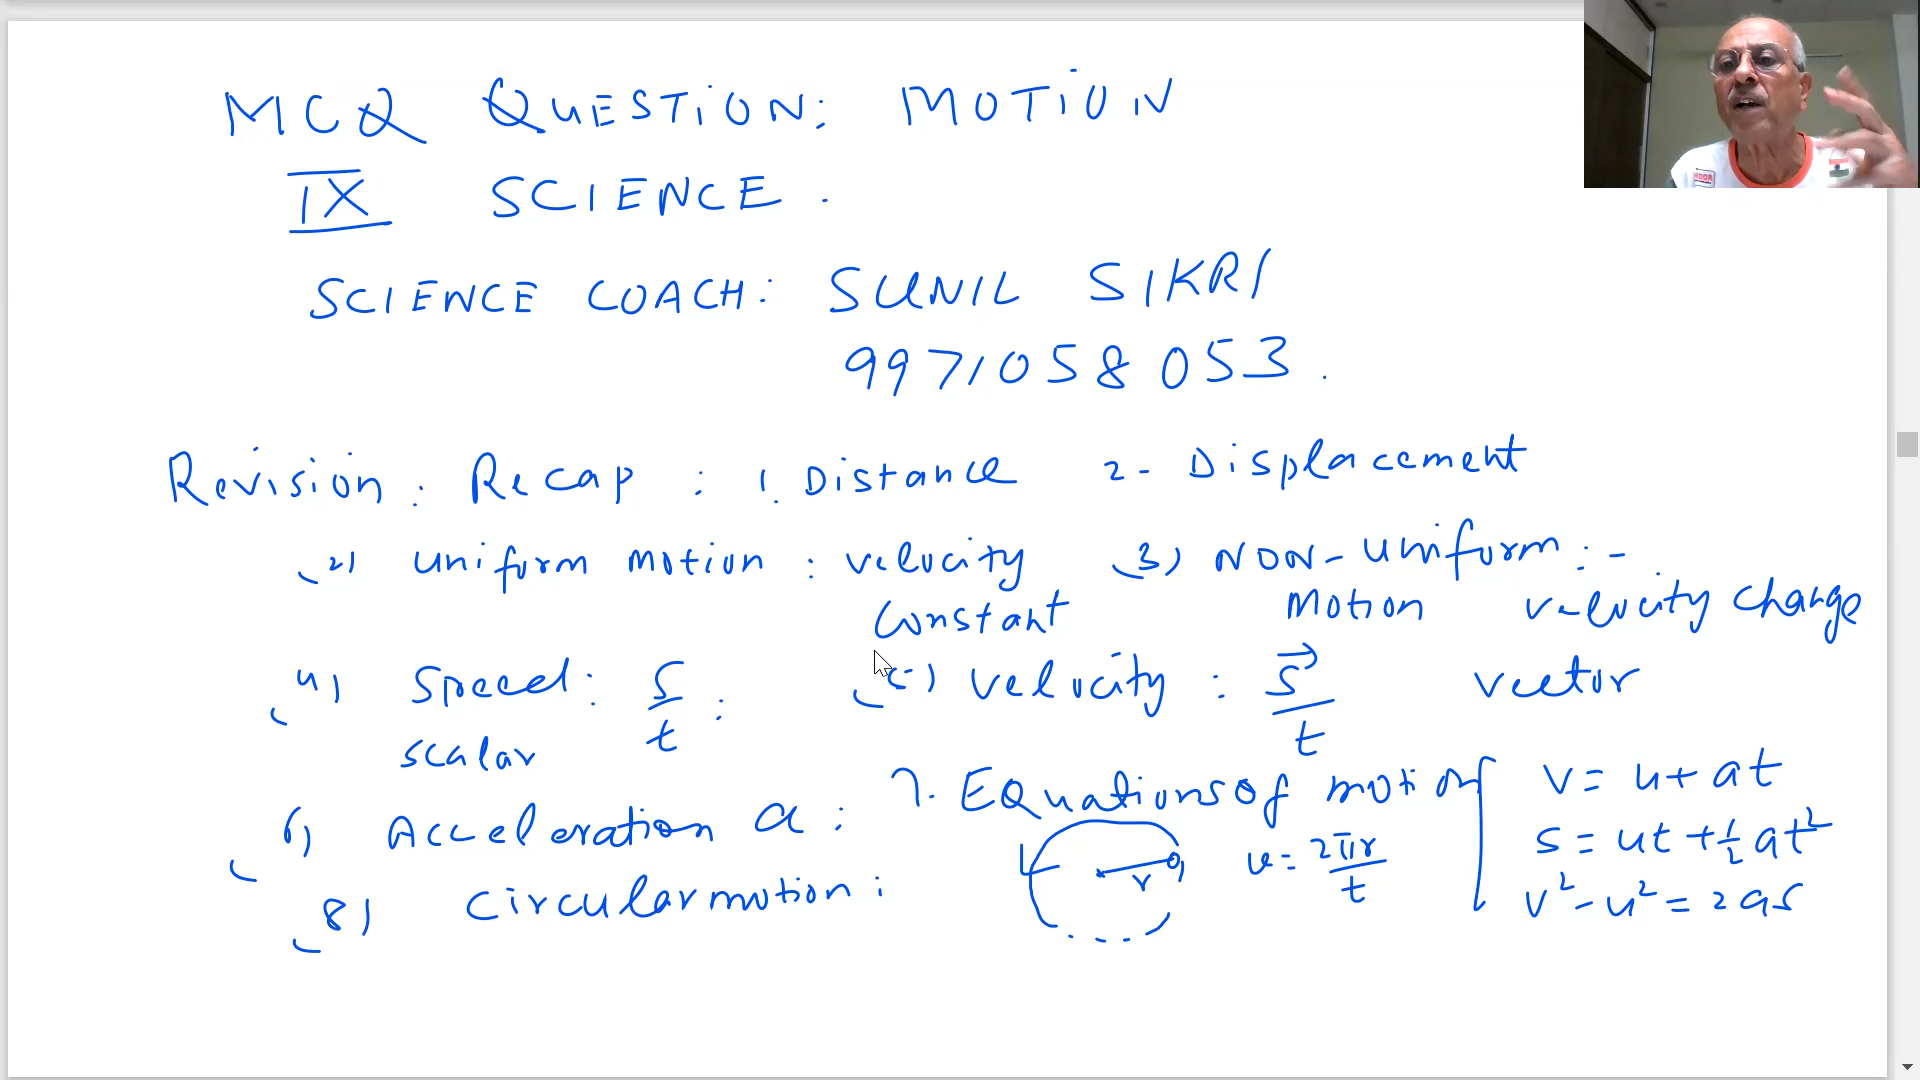 MCQ QUESTION: MOTION
IX SCIENCE.
SCIENCE COACH: SUNIL SIKRI
9971058053.
Revision: Recap: 1. Distance 2- Displacement
2) uniform motion: velocity constant
3) NON-uniform motion :- velocity change
4) Speed: s/t : scalar
5) velocity: s⃗/t vector
6) Acceleration a:
7. Equations of motion
v = u + at
s = ut + 1/2 at²
v² - u² = 2as
8) circular motion:
r
v = 2πr/t